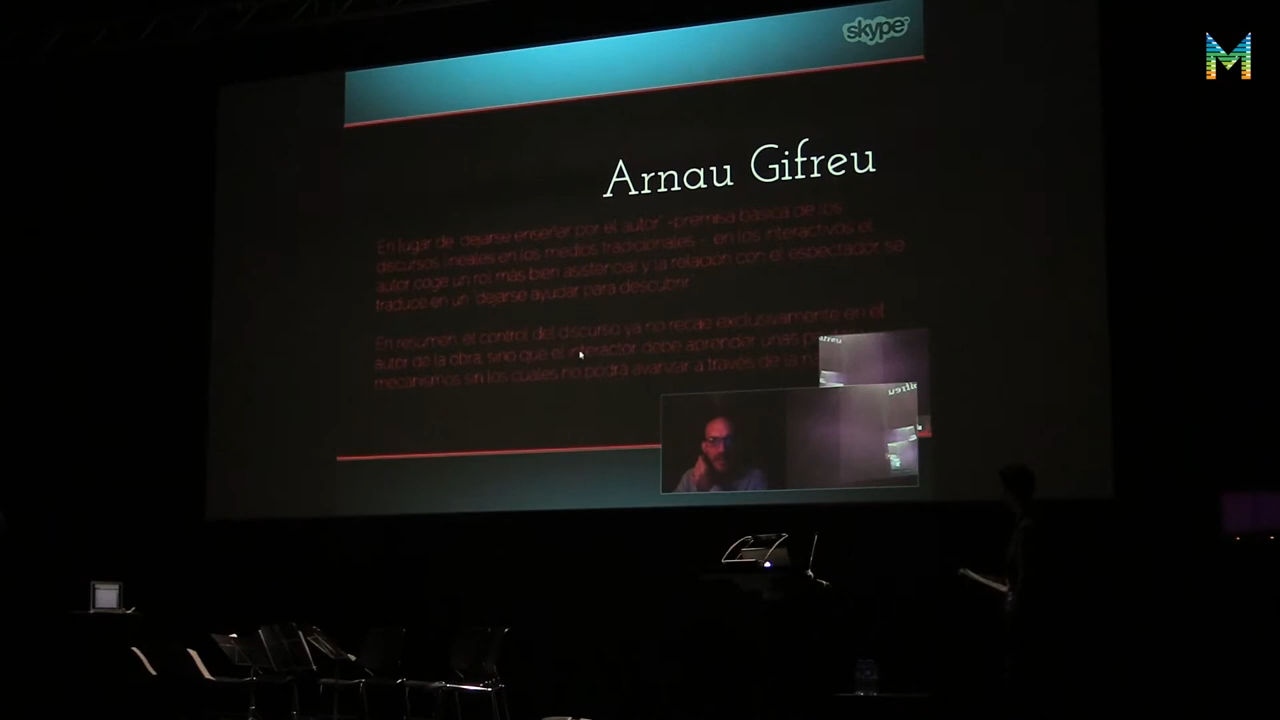 skype
M
Arnau Gifreu
En lugar de "dejarse enseñar por el autor" -premisa básica de los
discursos lineales en los medios tradicionales - en los interactivos el
autor coge un rol más bien asistencial y la relación con el espectador se
traduce en un "dejarse ayudar para descubrir
En resumen, el control del discurso ya no recae exclusivamente en el
autor de la obra, sino que el interactor debe aprender unas
mecanismos sin los cuales no podrá avanzar a través de la